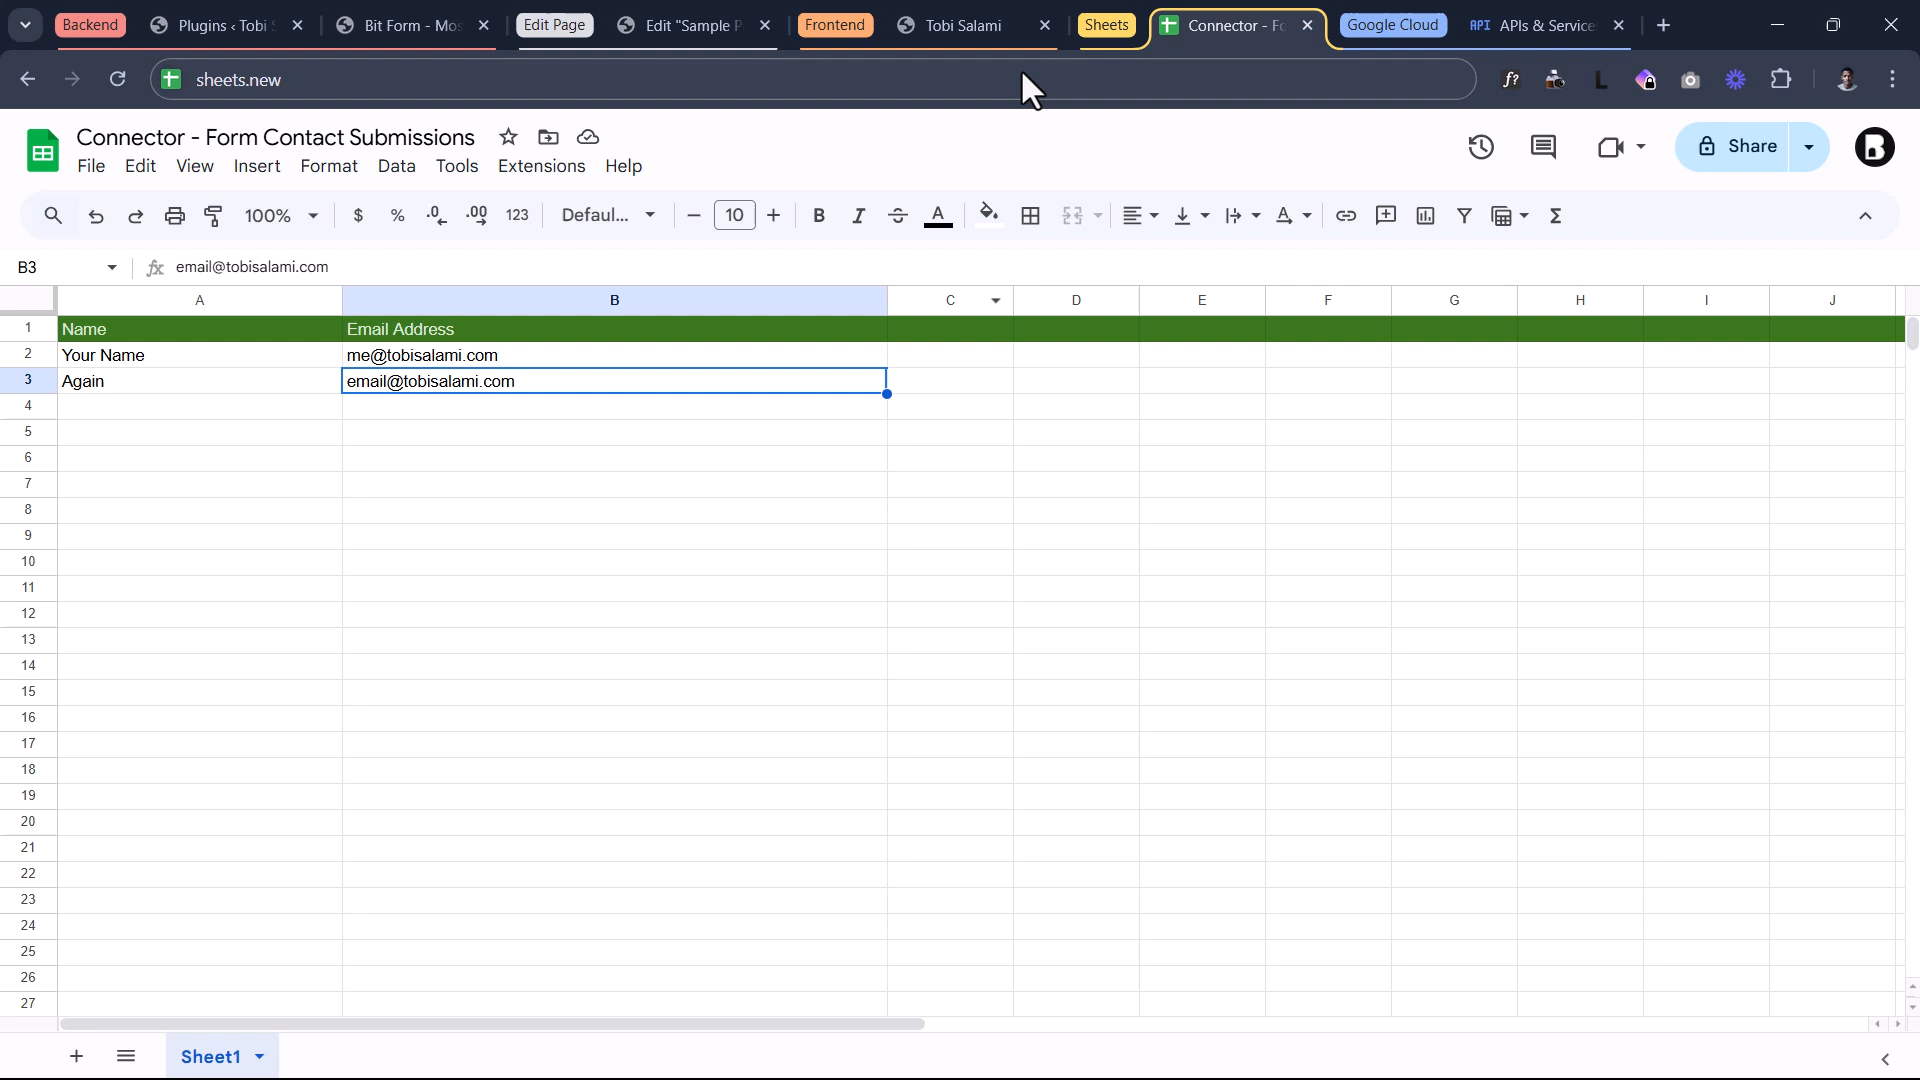 Backend
Plugins ‹ Tobi S
Bit Form - Mos
Edit Page
Edit "Sample P
Frontend
Tobi Salami
Sheets
Connector - Fo
Google Cloud
API APIs & Service
sheets.new
Connector - Form Contact Submissions
File Edit View Insert Format Data Tools Extensions Help
Share
100% $ % .0 .00 123 Defaul... 10 B I A
B3 fx email@tobisalami.com
A B C D E F G H I J
1 Name Email Address
2 Your Name me@tobisalami.com
3 Again email@tobisalami.com
4
5
6
7
8
9
10
11
12
13
14
15
16
17
18
19
20
21
22
23
24
25
26
27
Sheet1